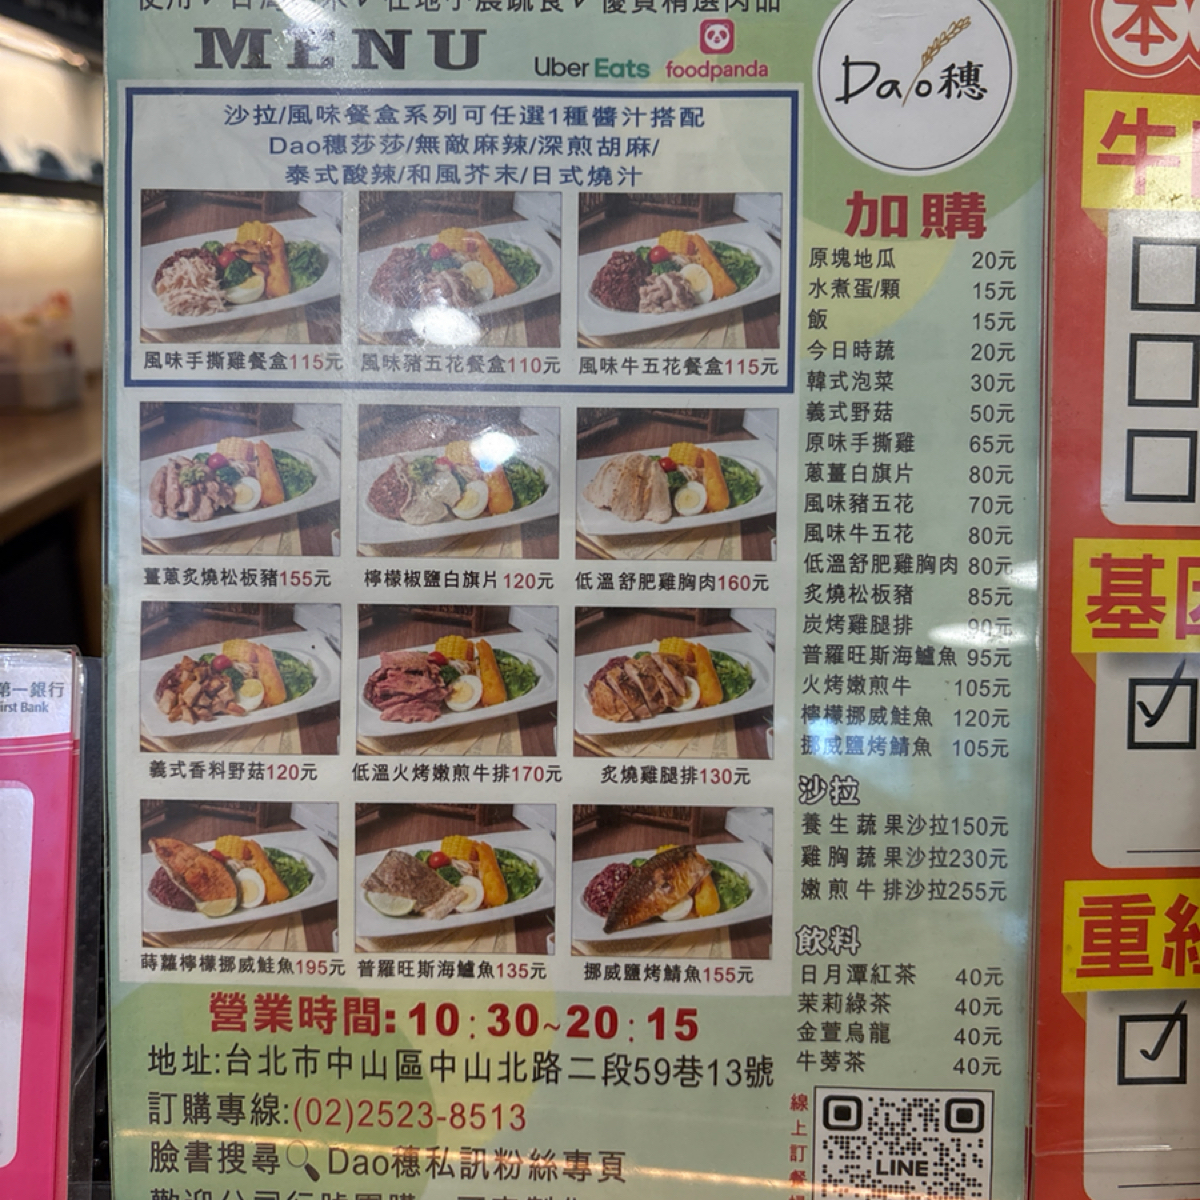 MENU
Uber Eats
foodpanda
Dao穗
沙拉/風味餐盒系列可任選1種醬汁搭配
Dao穗莎莎/無敵麻辣/深煎胡麻/
泰式酸辣/和風芥末/日式燒汁
風味手撕雞餐盒115元
風味豬五花餐盒110元
風味牛五花餐盒115元
薑蔥炙燒松板豬155元
檸檬椒鹽白旗片120元
低溫舒肥雞胸肉160元
義式香料野菇120元
低溫火烤嫩煎牛排170元
炙燒雞腿排130元
蒔蘿檸檬挪威鮭魚195元
普羅旺斯海鱸魚135元
挪威鹽烤鯖魚155元
營業時間:10:30~20:15
地址:台北市中山區中山北路二段59巷13號
訂購專線:(02)2523-8513
臉書搜尋 Dao穗私訊粉絲專頁
加購
原塊地瓜 20元
水煮蛋/顆 15元
飯 15元
今日時蔬 20元
韓式泡菜 30元
義式野菇 50元
原味手撕雞 65元
蔥薑白旗片 80元
風味豬五花 70元
風味牛五花 80元
低溫舒肥雞胸肉 80元
炙燒松板豬 85元
炭烤雞腿排 90元
普羅旺斯海鱸魚 95元
火烤嫩煎牛 105元
檸檬挪威鮭魚 120元
挪威鹽烤鯖魚 105元
沙拉
養生蔬果沙拉150元
雞胸蔬果沙拉230元
嫩煎牛排沙拉255元
飲料
日月潭紅茶 40元
茉莉綠茶 40元
金萱烏龍 40元
牛蒡茶 40元
線上訂餐
LINE
第一銀行
irst Bank
本
牛
基因
重組